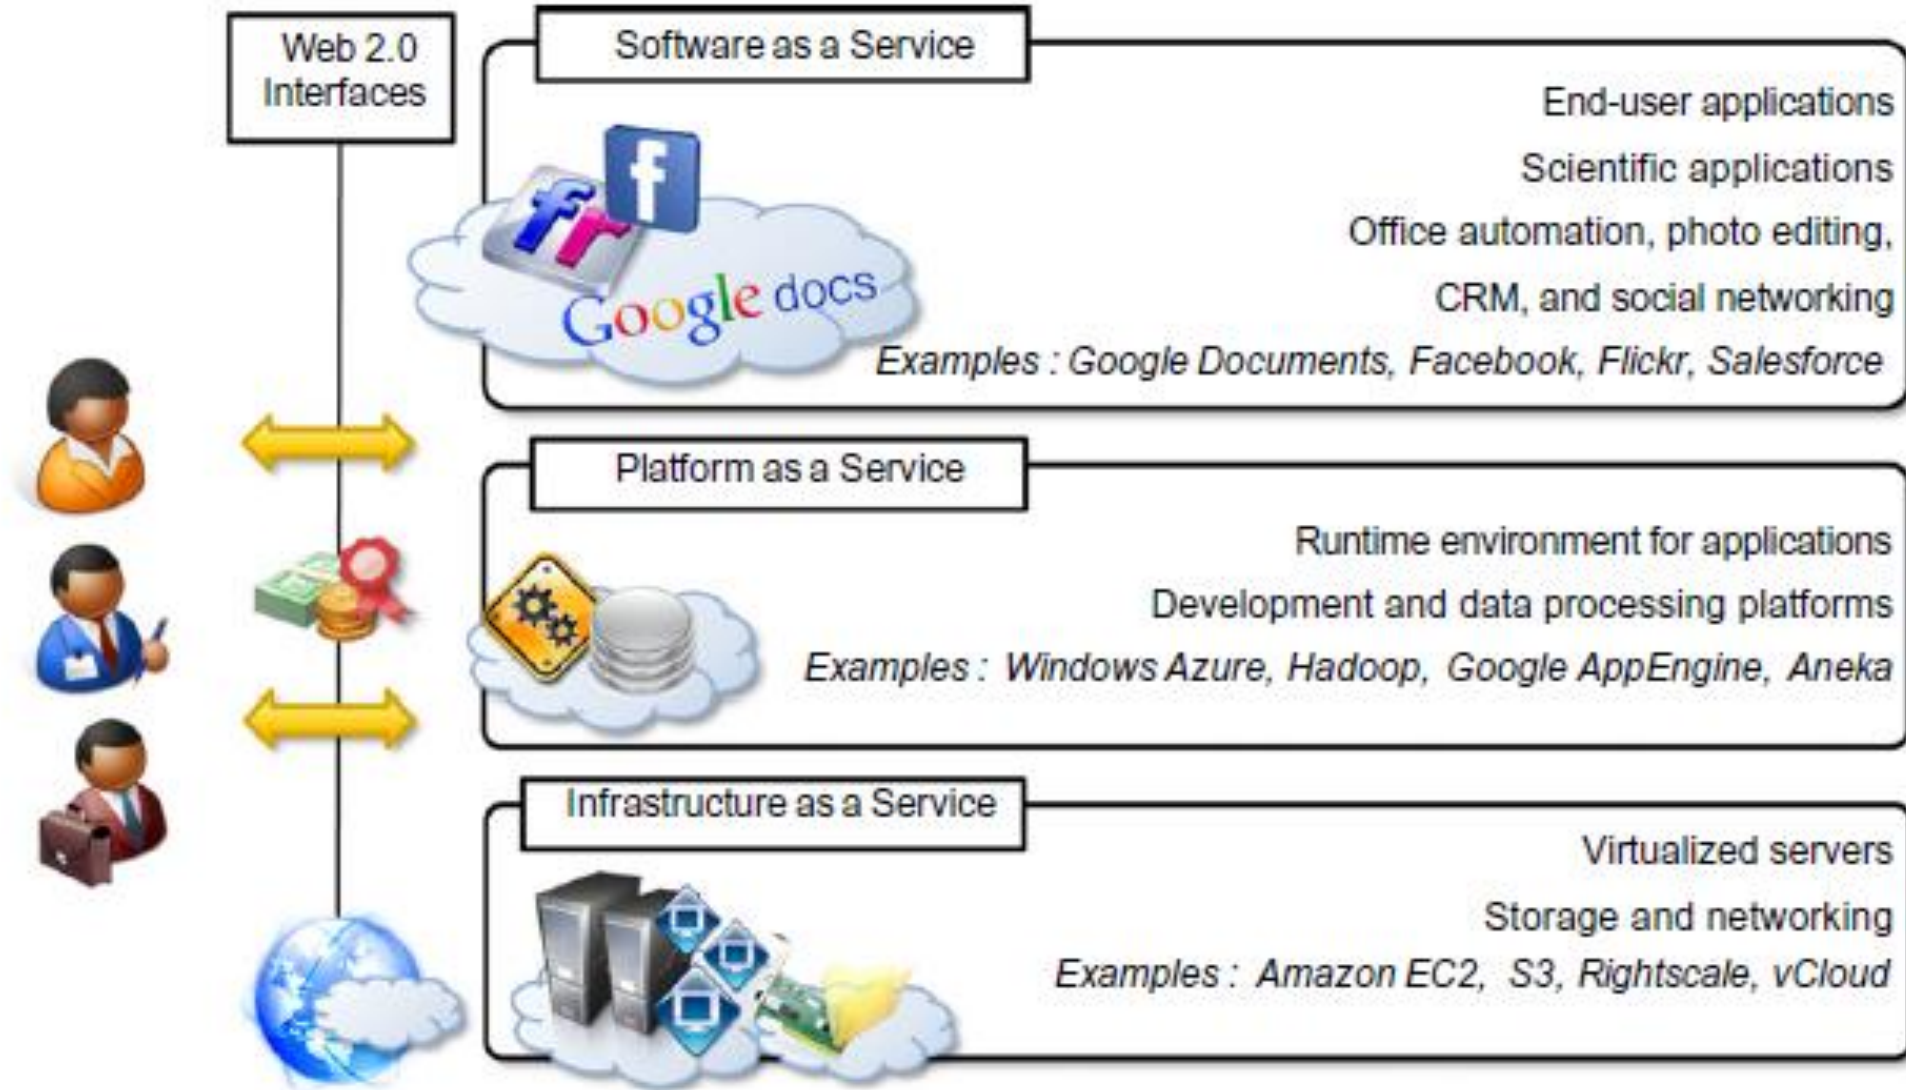 Web 2.0
Interfaces
Software as a Service
End-user applications
Scientific applications
Office automation, photo editing,
CRM, and social networking
Examples : Google Documents, Facebook, Flickr, Salesforce
f
fr
Google docs
Platform as a Service
Runtime environment for applications
Development and data processing platforms
Examples : Windows Azure, Hadoop, Google AppEngine, Aneka
Infrastructure as a Service
Virtualized servers
Storage and networking
Examples : Amazon EC2, S3, Rightscale, vCloud